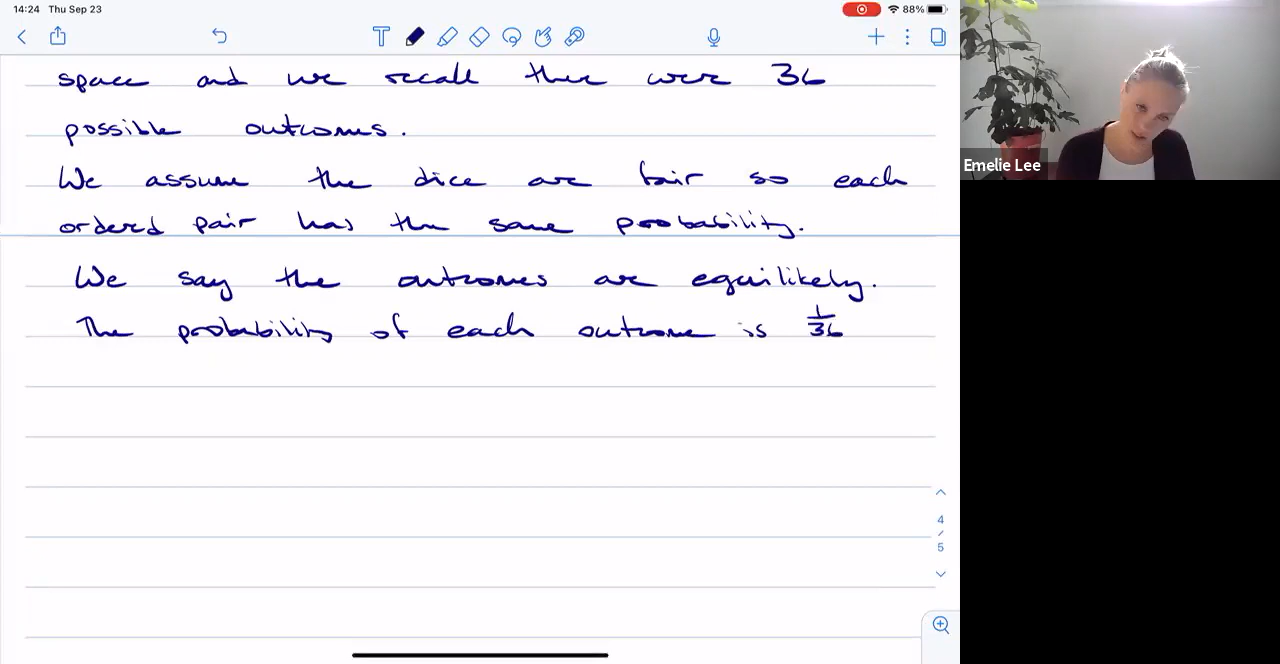 14:24 Thu Sep 23
88%
space and we recall there were 36
possible outcomes.
We assume the dice are fair so each
ordered pair has the same probability.
We say the outcomes are equilikely.
The probability of each outcome is 1/36
4
/
5
Emelie Lee